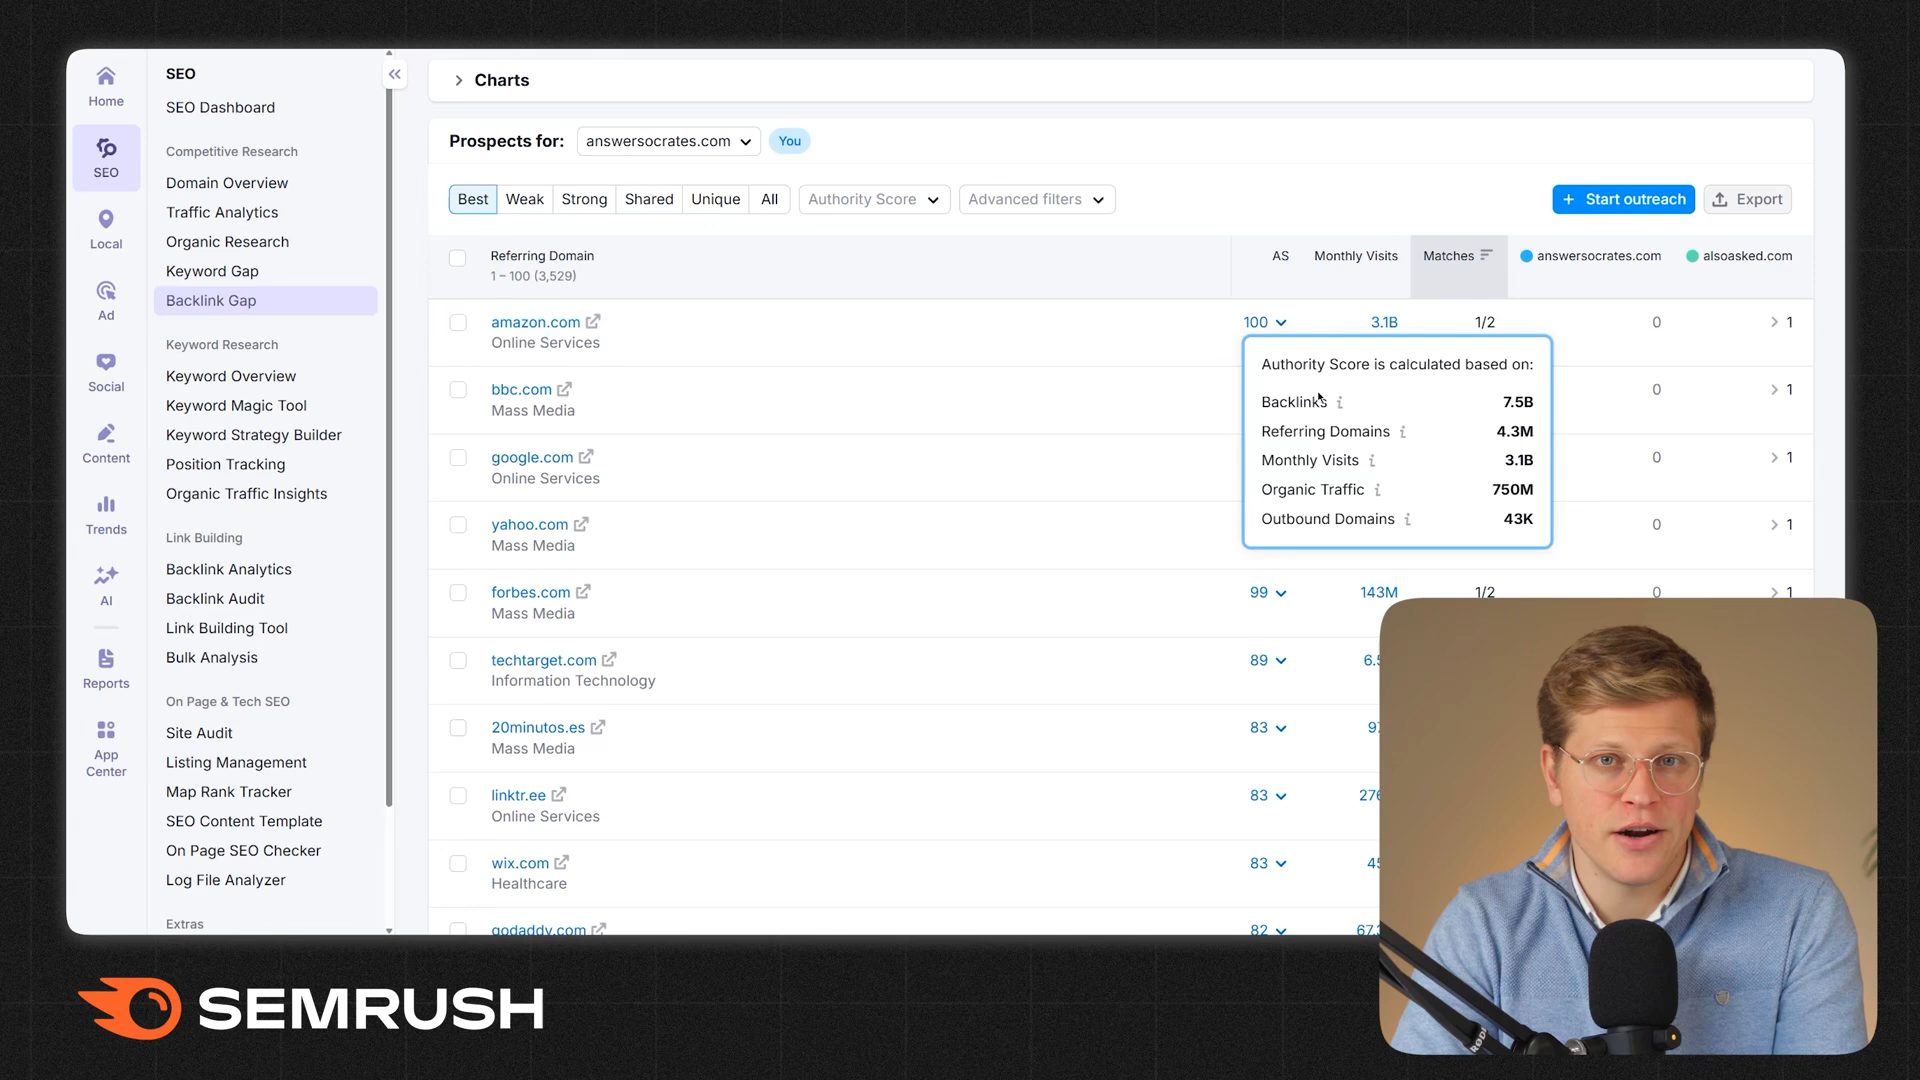 Home
SEO
Local
Ad
Social
Content
Trends
AI
Reports
App
Center
SEO
SEO Dashboard
Competitive Research
Domain Overview
Traffic Analytics
Organic Research
Keyword Gap
Backlink Gap
Keyword Research
Keyword Overview
Keyword Magic Tool
Keyword Strategy Builder
Position Tracking
Organic Traffic Insights
Link Building
Backlink Analytics
Backlink Audit
Link Building Tool
Bulk Analysis
On Page & Tech SEO
Site Audit
Listing Management
Map Rank Tracker
SEO Content Template
On Page SEO Checker
Log File Analyzer
Extras
Charts
Prospects for: answersocrates.com You
Best Weak Strong Shared Unique All Authority Score Advanced filters + Start outreach Export
Referring Domain AS Monthly Visits Matches answersocrates.com alsoasked.com
1 – 100 (3,529)
amazon.com 100 3.1B 1/2 0 1
Online Services
Authority Score is calculated based on:
Backlinks 7.5B
Referring Domains 4.3M
Monthly Visits 3.1B
Organic Traffic 750M
Outbound Domains 43K
bbc.com 0 1
Mass Media
google.com 0 1
Online Services
yahoo.com 0 1
Mass Media
forbes.com 99 143M 1/2 0 1
Mass Media
techtarget.com 89
Information Technology
20minutos.es 83
Mass Media
linktr.ee 83
Online Services
wix.com 83
Healthcare
godaddy.com 82
SEMRUSH
RØDE